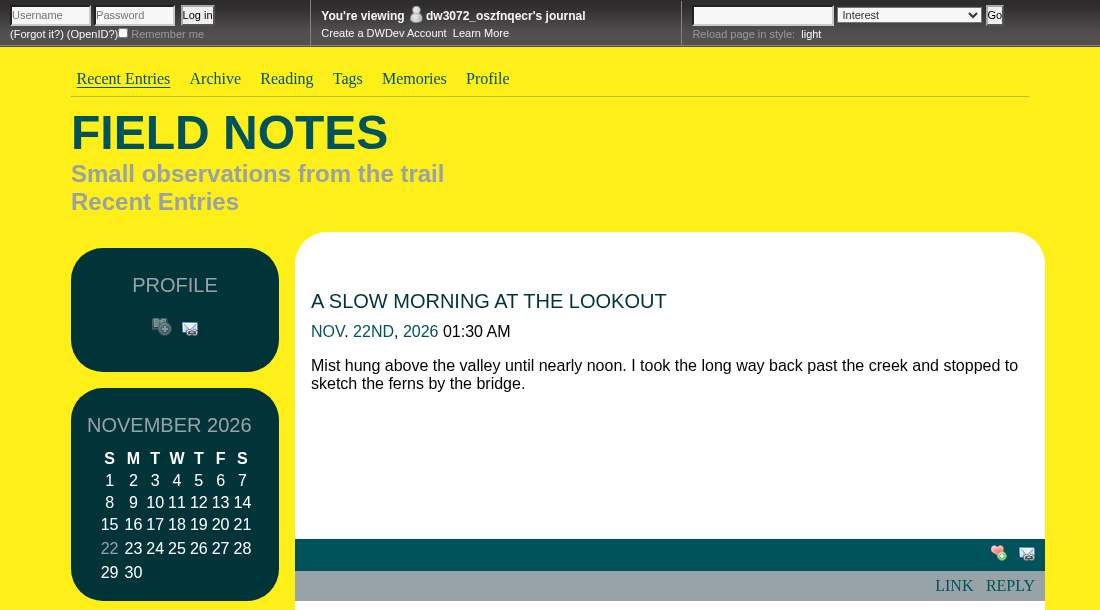 Username Password Log in
(Forgot it?) (OpenID?) Remember me
You're viewing dw3072_oszfnqecr's journal
Create a DWDev Account Learn More
Interest Go
Reload page in style: light
Recent Entries Archive Reading Tags Memories Profile
FIELD NOTES
Small observations from the trail
Recent Entries
PROFILE
NOVEMBER 2026
S M T W T F S
1 2 3 4 5 6 7
8 9 10 11 12 13 14
15 16 17 18 19 20 21
22 23 24 25 26 27 28
29 30
A SLOW MORNING AT THE LOOKOUT
NOV. 22ND, 2026 01:30 AM
Mist hung above the valley until nearly noon. I took the long way back past the creek and stopped to
sketch the ferns by the bridge.
LINK REPLY